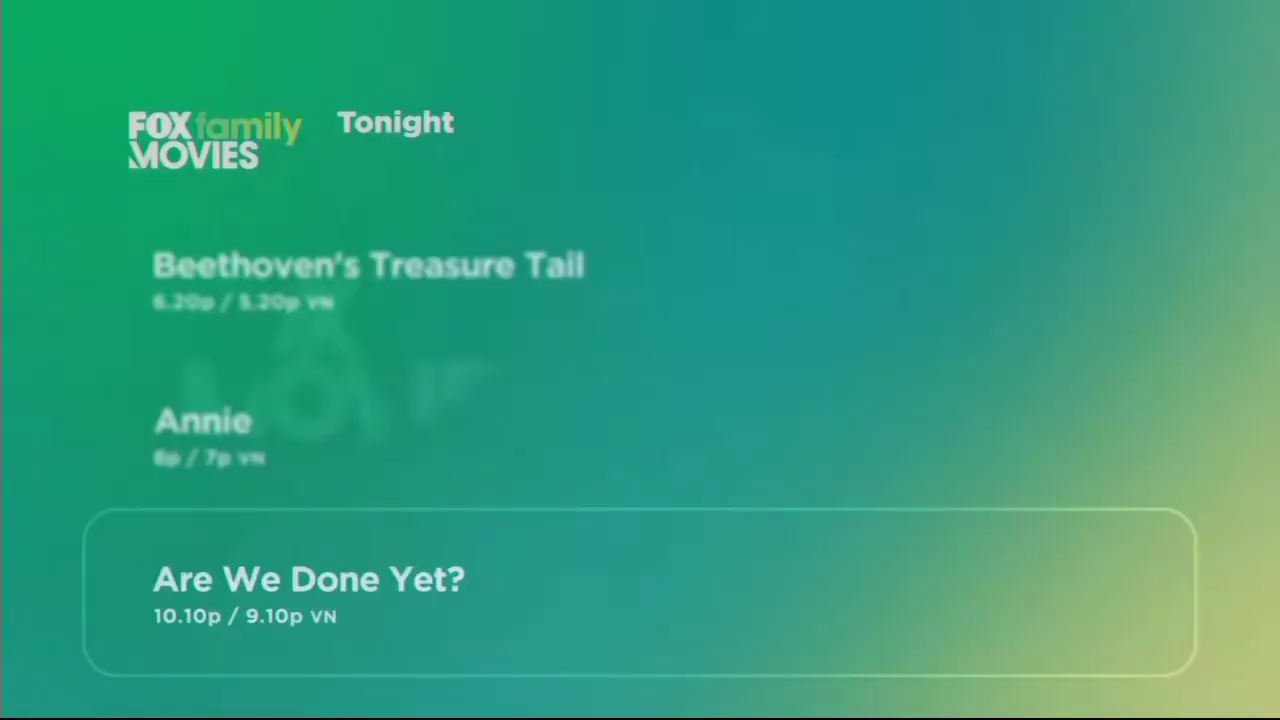 FOX family
MOVIES
Tonight
Beethoven's Treasure Tail
6.20p / 5.20p VN
Annie
8p / 7p VN
Are We Done Yet?
10.10p / 9.10p VN